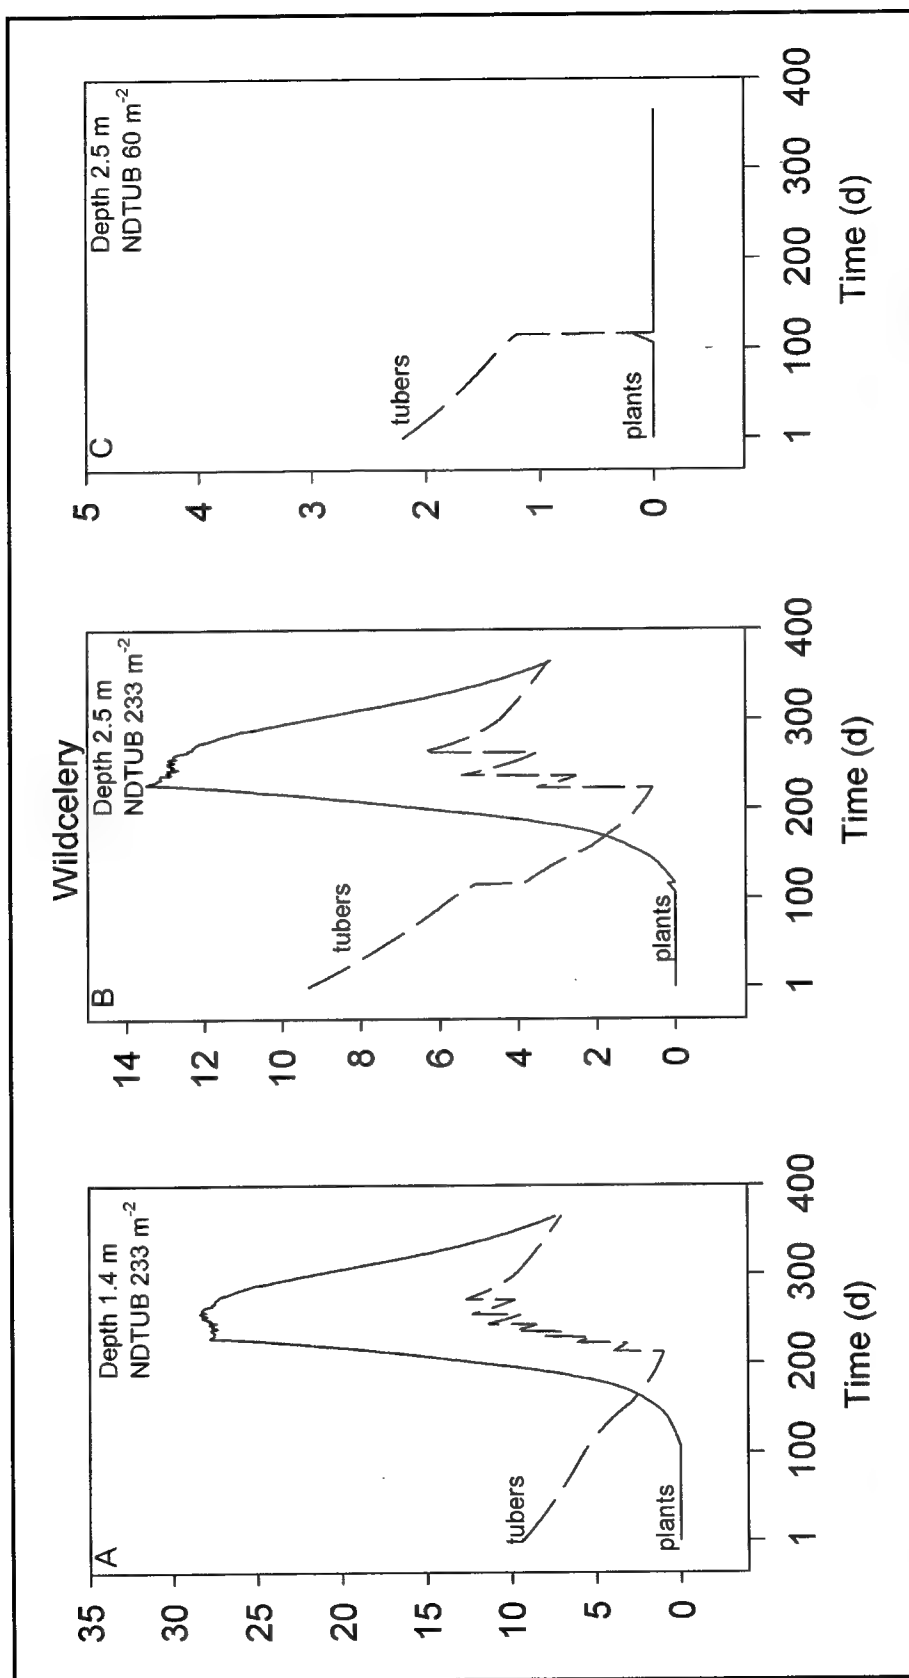 Wildcelery
A
Depth 1.4 m
NDTUB 233 m⁻²
35
30
25
20
15
10
5
0
tubers
plants
1 100 200 300 400
Time (d)
B
Depth 2.5 m
NDTUB 233 m⁻²
14
12
10
8
6
4
2
0
tubers
plants
1 100 200 300 400
Time (d)
C
Depth 2.5 m
NDTUB 60 m⁻²
5
4
3
2
1
0
tubers
plants
1 100 200 300 400
Time (d)